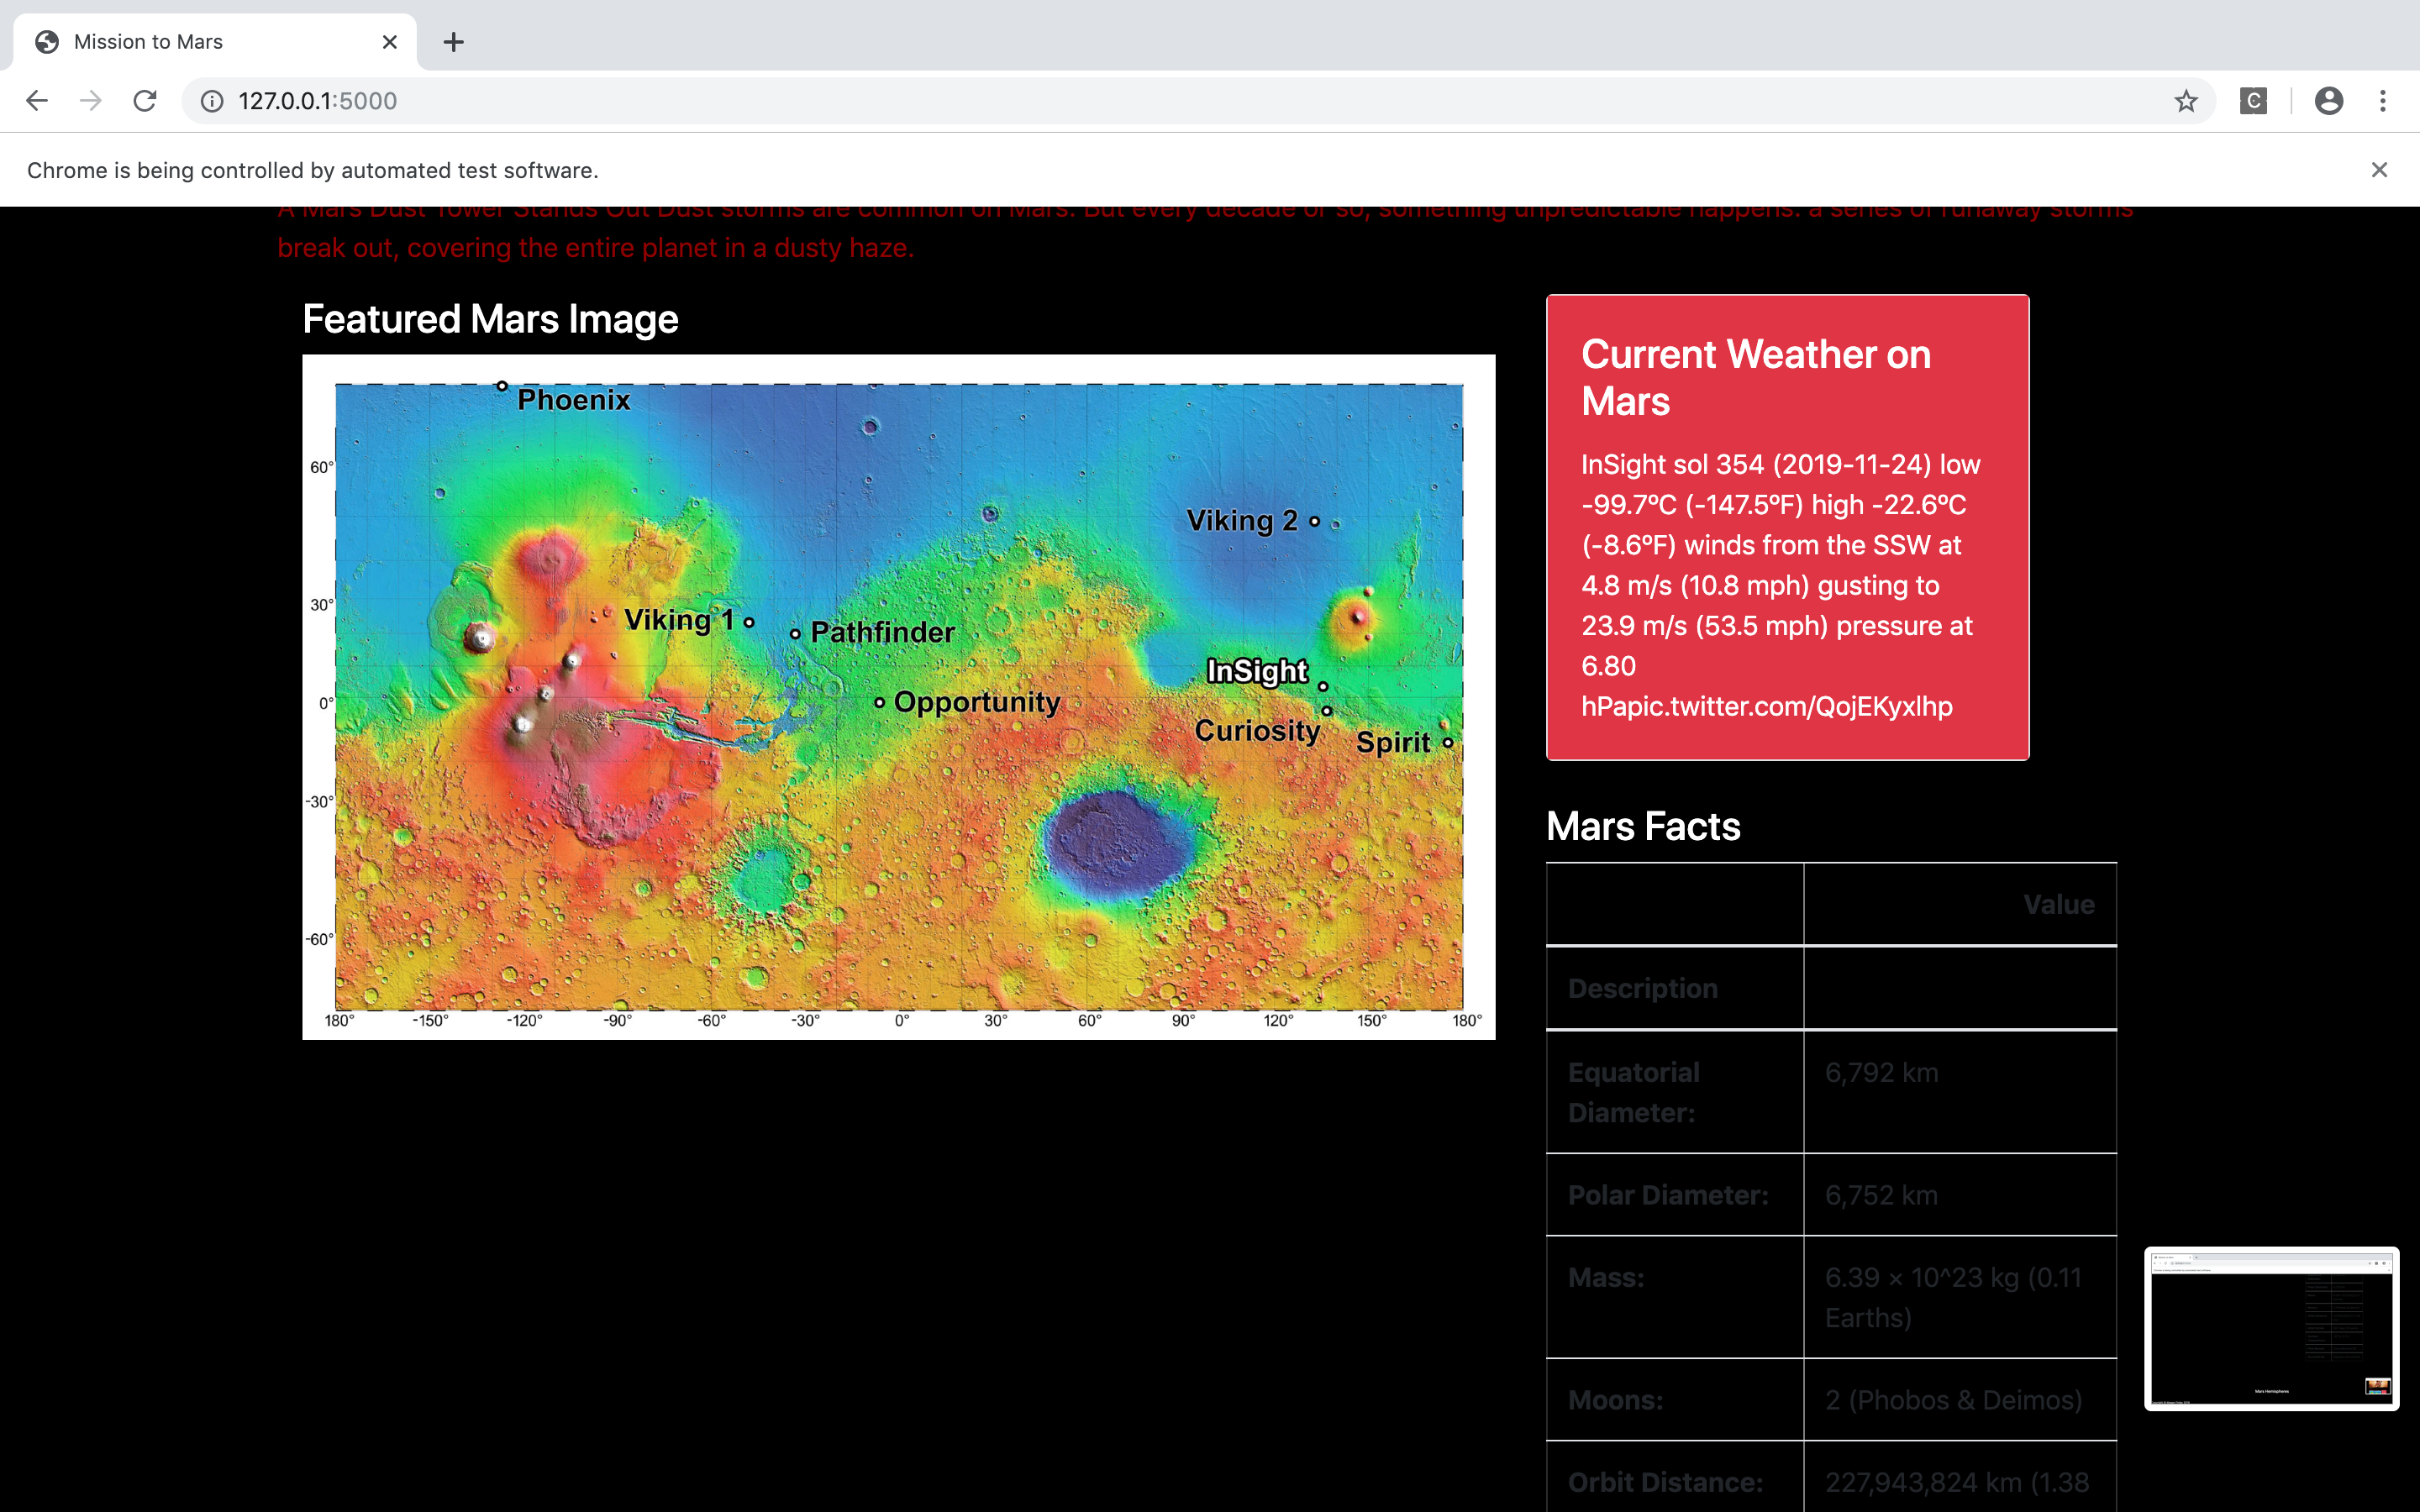 Mission to Mars
127.0.0.1:5000
Chrome is being controlled by automated test software.
A Mars Dust Tower Stands Out Dust storms are common on Mars. But every decade or so, something unpredictable happens: a series of runaway storms
break out, covering the entire planet in a dusty haze.
Featured Mars Image
Phoenix
Viking 2
Viking 1
Pathfinder
InSight
Opportunity
Curiosity
Spirit
60°
30°
0°
-30°
-60°
180° -150° -120° -90° -60° -30° 0° 30° 60° 90° 120° 150° 180°
Current Weather on
Mars
InSight sol 354 (2019-11-24) low
-99.7ºC (-147.5ºF) high -22.6ºC
(-8.6ºF) winds from the SSW at
4.8 m/s (10.8 mph) gusting to
23.9 m/s (53.5 mph) pressure at
6.80
hPapic.twitter.com/QojEKyxlhp
Mars Facts
Value
Description
Equatorial
Diameter:
6,792 km
Polar Diameter: 6,752 km
Mass: 6.39 × 10^23 kg (0.11
Earths)
Moons: 2 (Phobos & Deimos)
Orbit Distance: 227,943,824 km (1.38
Mars Hemispheres